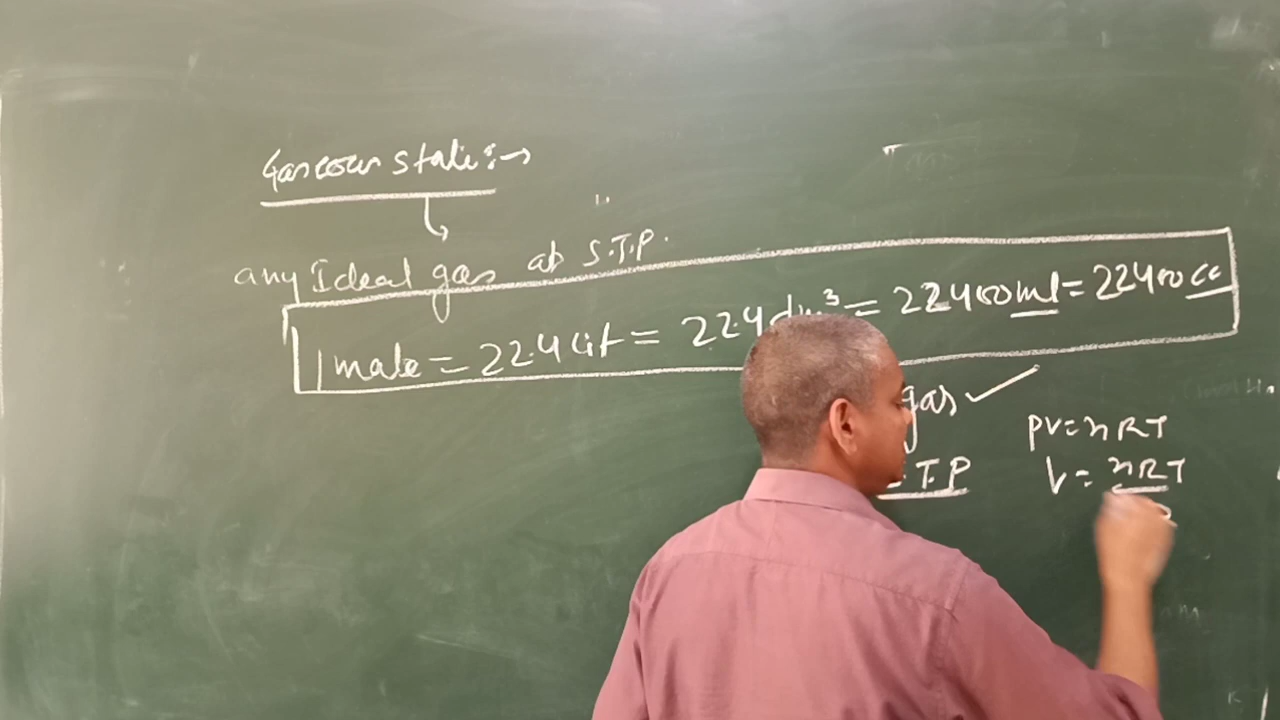 Gaseous state:→
any Ideal gas at S.T.P.
1 mole = 22.4 lit = 22.4 dm³ = 22400 ml = 22400 cc
gas ✓
T.P
PV = nRT
V = nRT